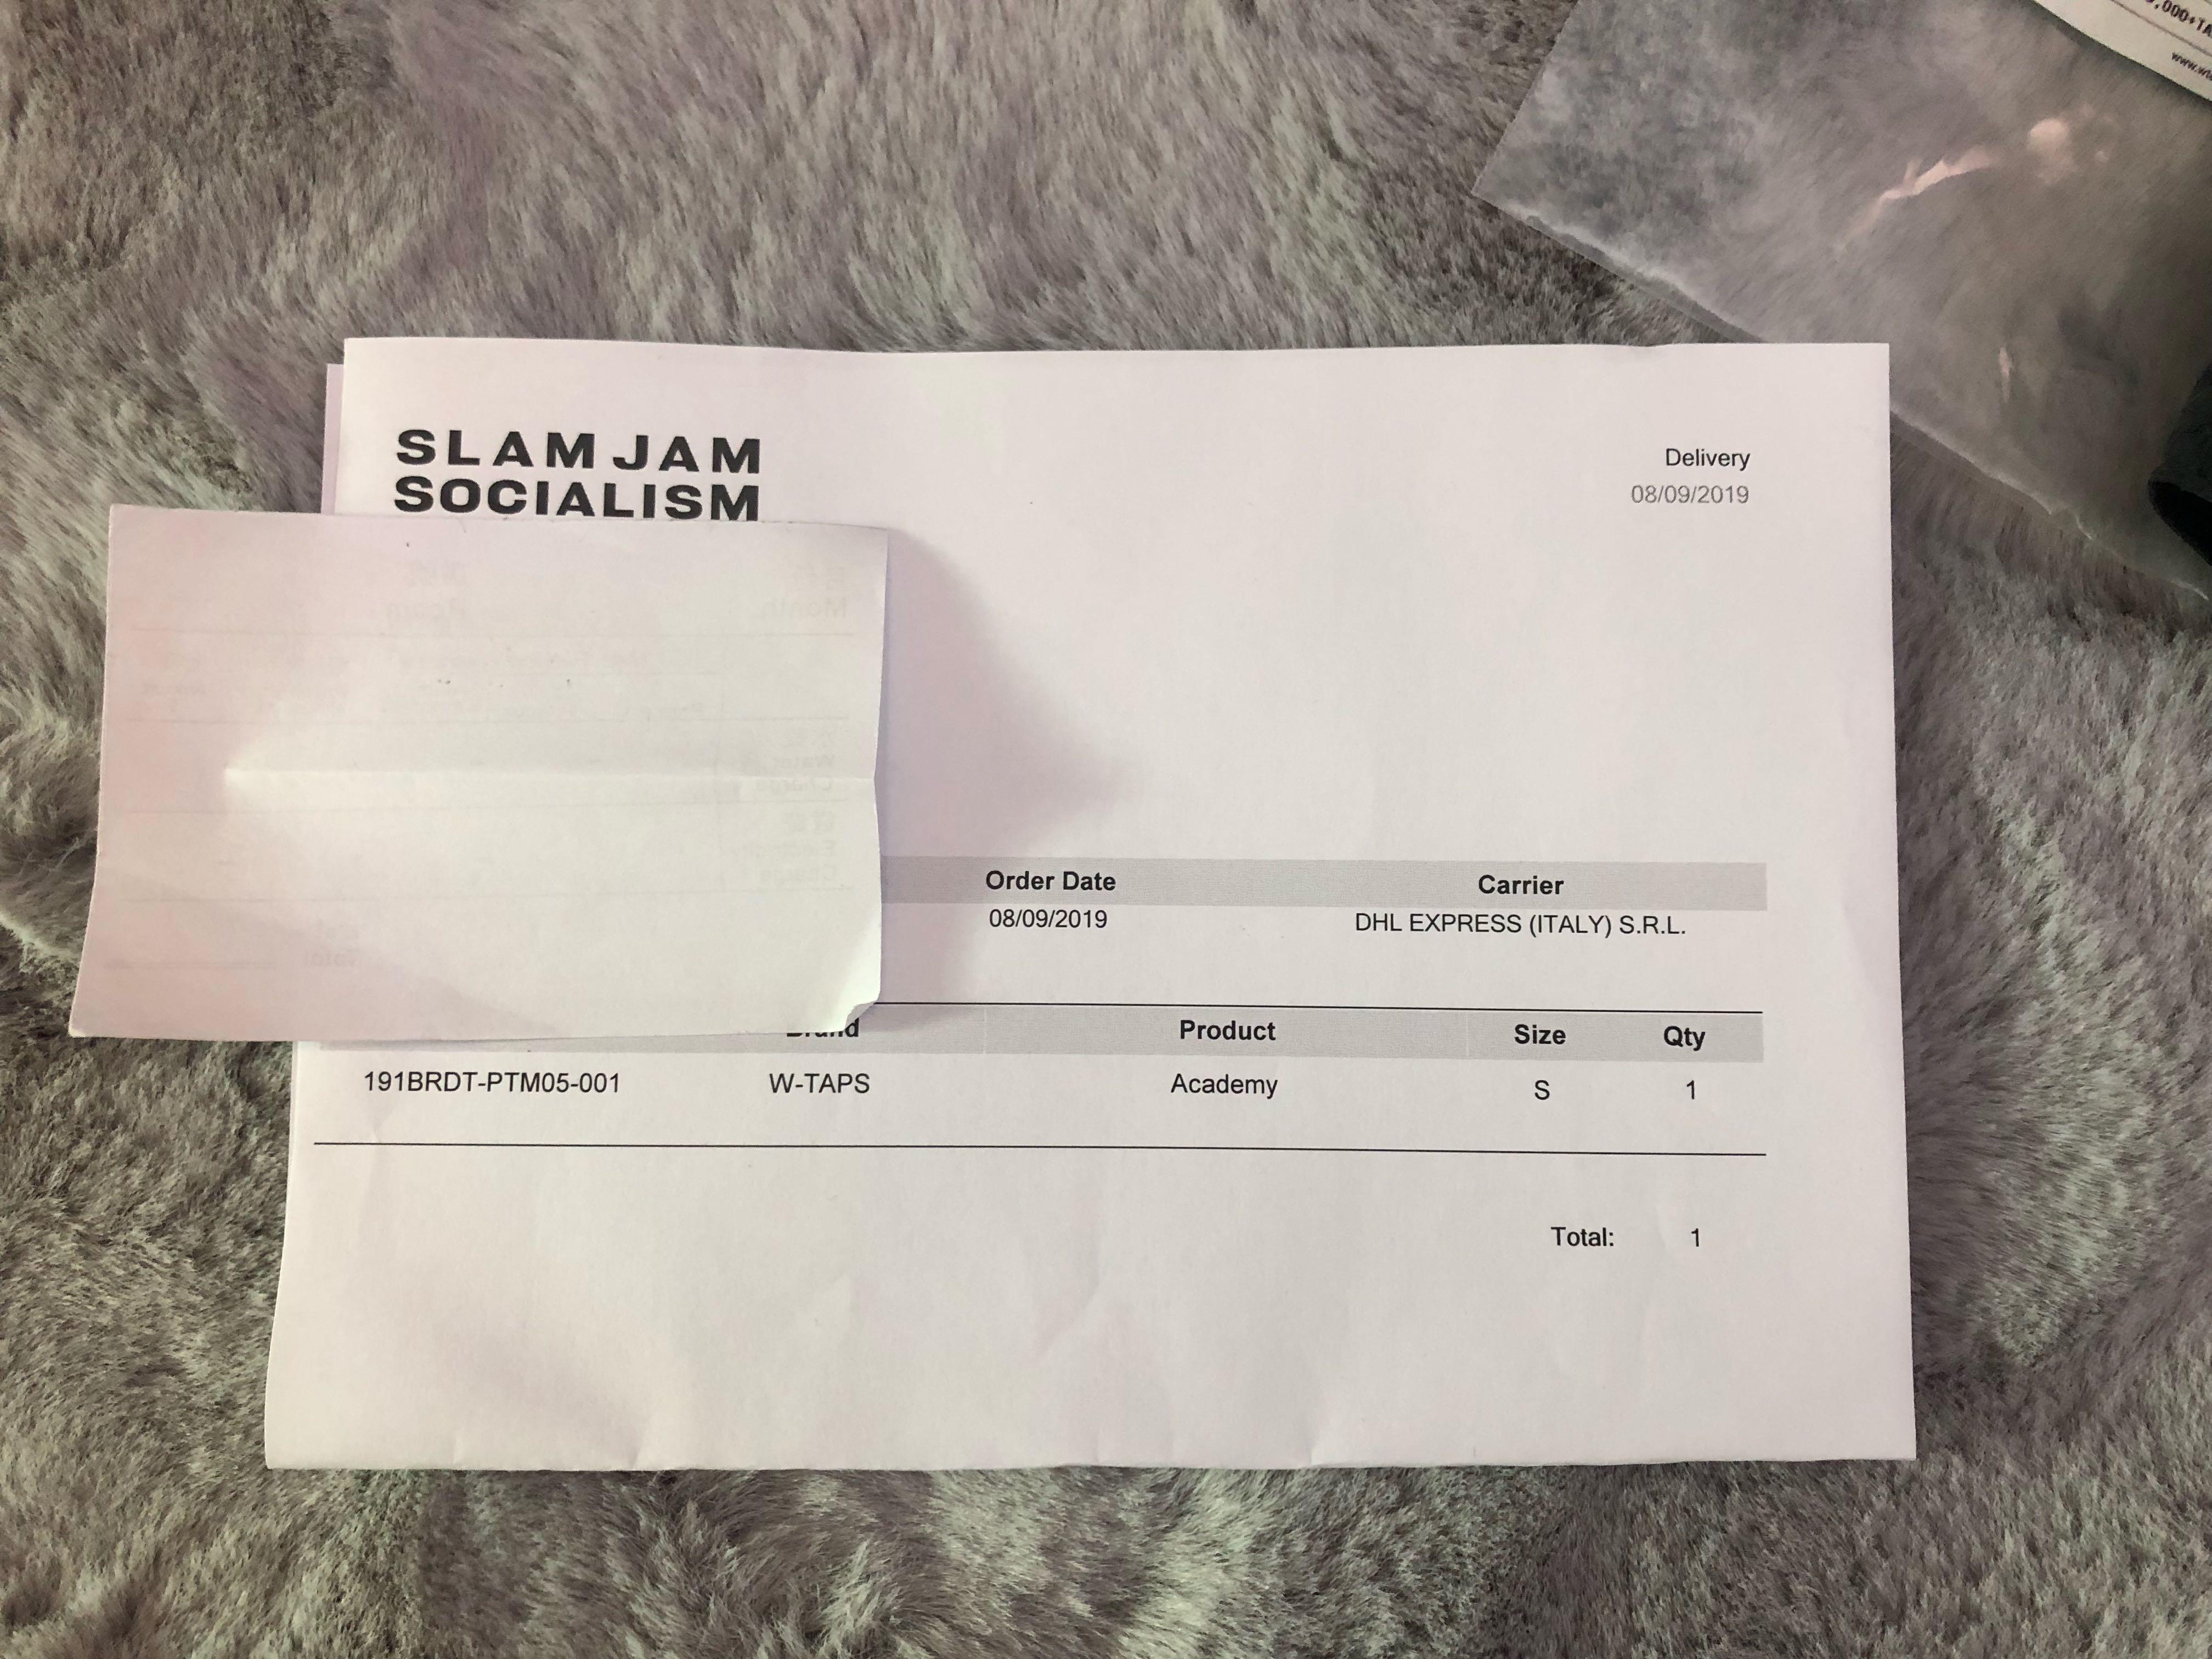 SLAM JAM
SOCIALISM
Delivery
08/09/2019
Order Date Carrier
08/09/2019 DHL EXPRESS (ITALY) S.R.L.
Product Size Qty
191BRDT-PTM05-001 W-TAPS Academy S 1
Total: 1